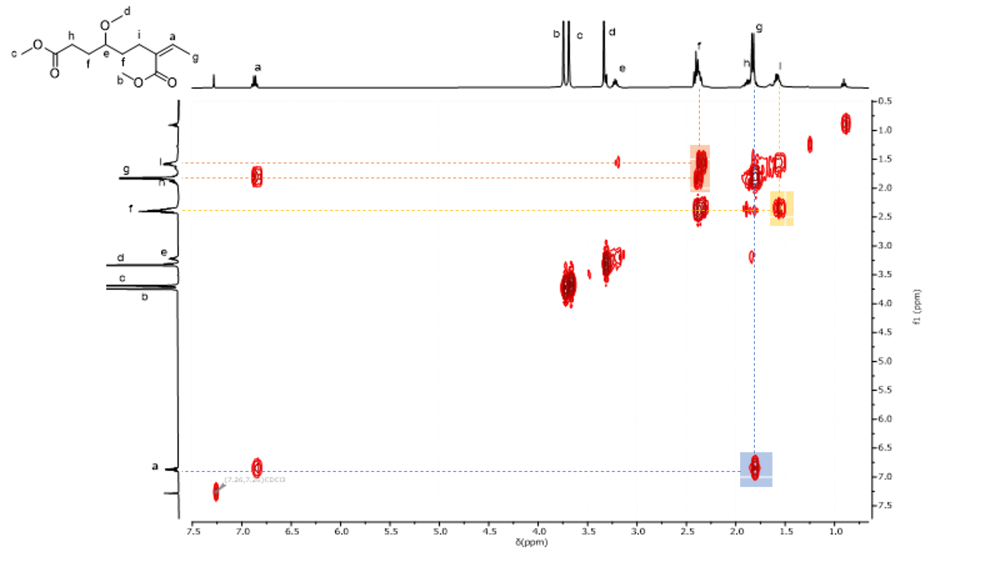 d
O
h
i
a
O
c
e
g
f
f
O
b
O
O
a
b
c
d
e
f
h
g
i
i
g
h
f
e
d
c
b
a
0.5
1.0
1.5
2.0
2.5
3.0
3.5
4.0
4.5
5.0
5.5
6.0
6.5
7.0
7.5
f1 (ppm)
{7.26,7.26}CDCl3
7.5 7.0 6.5 6.0 5.5 5.0 4.5 4.0 3.5 3.0 2.5 2.0 1.5 1.0
δ(ppm)